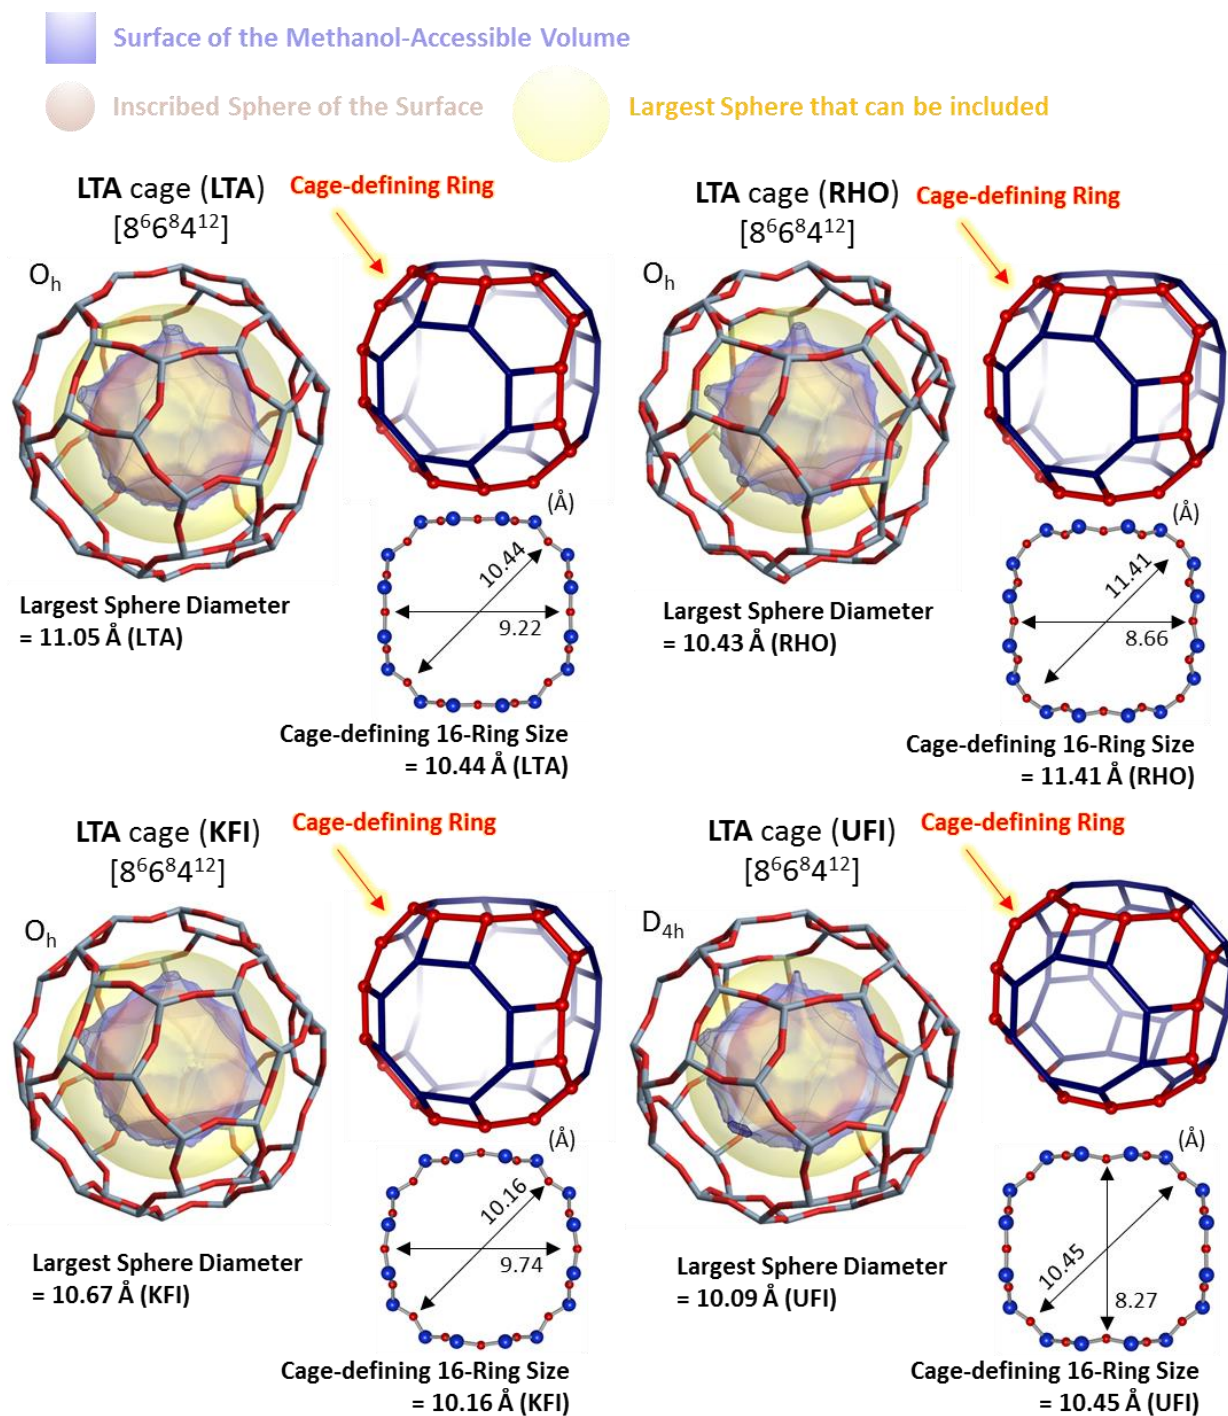 Surface of the Methanol-Accessible Volume
Inscribed Sphere of the Surface
Largest Sphere that can be included
LTA cage (LTA)
[8⁶6⁸4¹²]
Cage-defining Ring
Oₕ
(Å)
10.44
9.22
Largest Sphere Diameter
= 11.05 Å (LTA)
Cage-defining 16-Ring Size
= 10.44 Å (LTA)
LTA cage (RHO)
[8⁶6⁸4¹²]
Cage-defining Ring
Oₕ
(Å)
11.41
8.66
Largest Sphere Diameter
= 10.43 Å (RHO)
Cage-defining 16-Ring Size
= 11.41 Å (RHO)
LTA cage (KFI)
[8⁶6⁸4¹²]
Cage-defining Ring
Oₕ
(Å)
10.16
9.74
Largest Sphere Diameter
= 10.67 Å (KFI)
Cage-defining 16-Ring Size
= 10.16 Å (KFI)
LTA cage (UFI)
[8⁶6⁸4¹²]
Cage-defining Ring
D₄ₕ
(Å)
10.45
8.27
Largest Sphere Diameter
= 10.09 Å (UFI)
Cage-defining 16-Ring Size
= 10.45 Å (UFI)